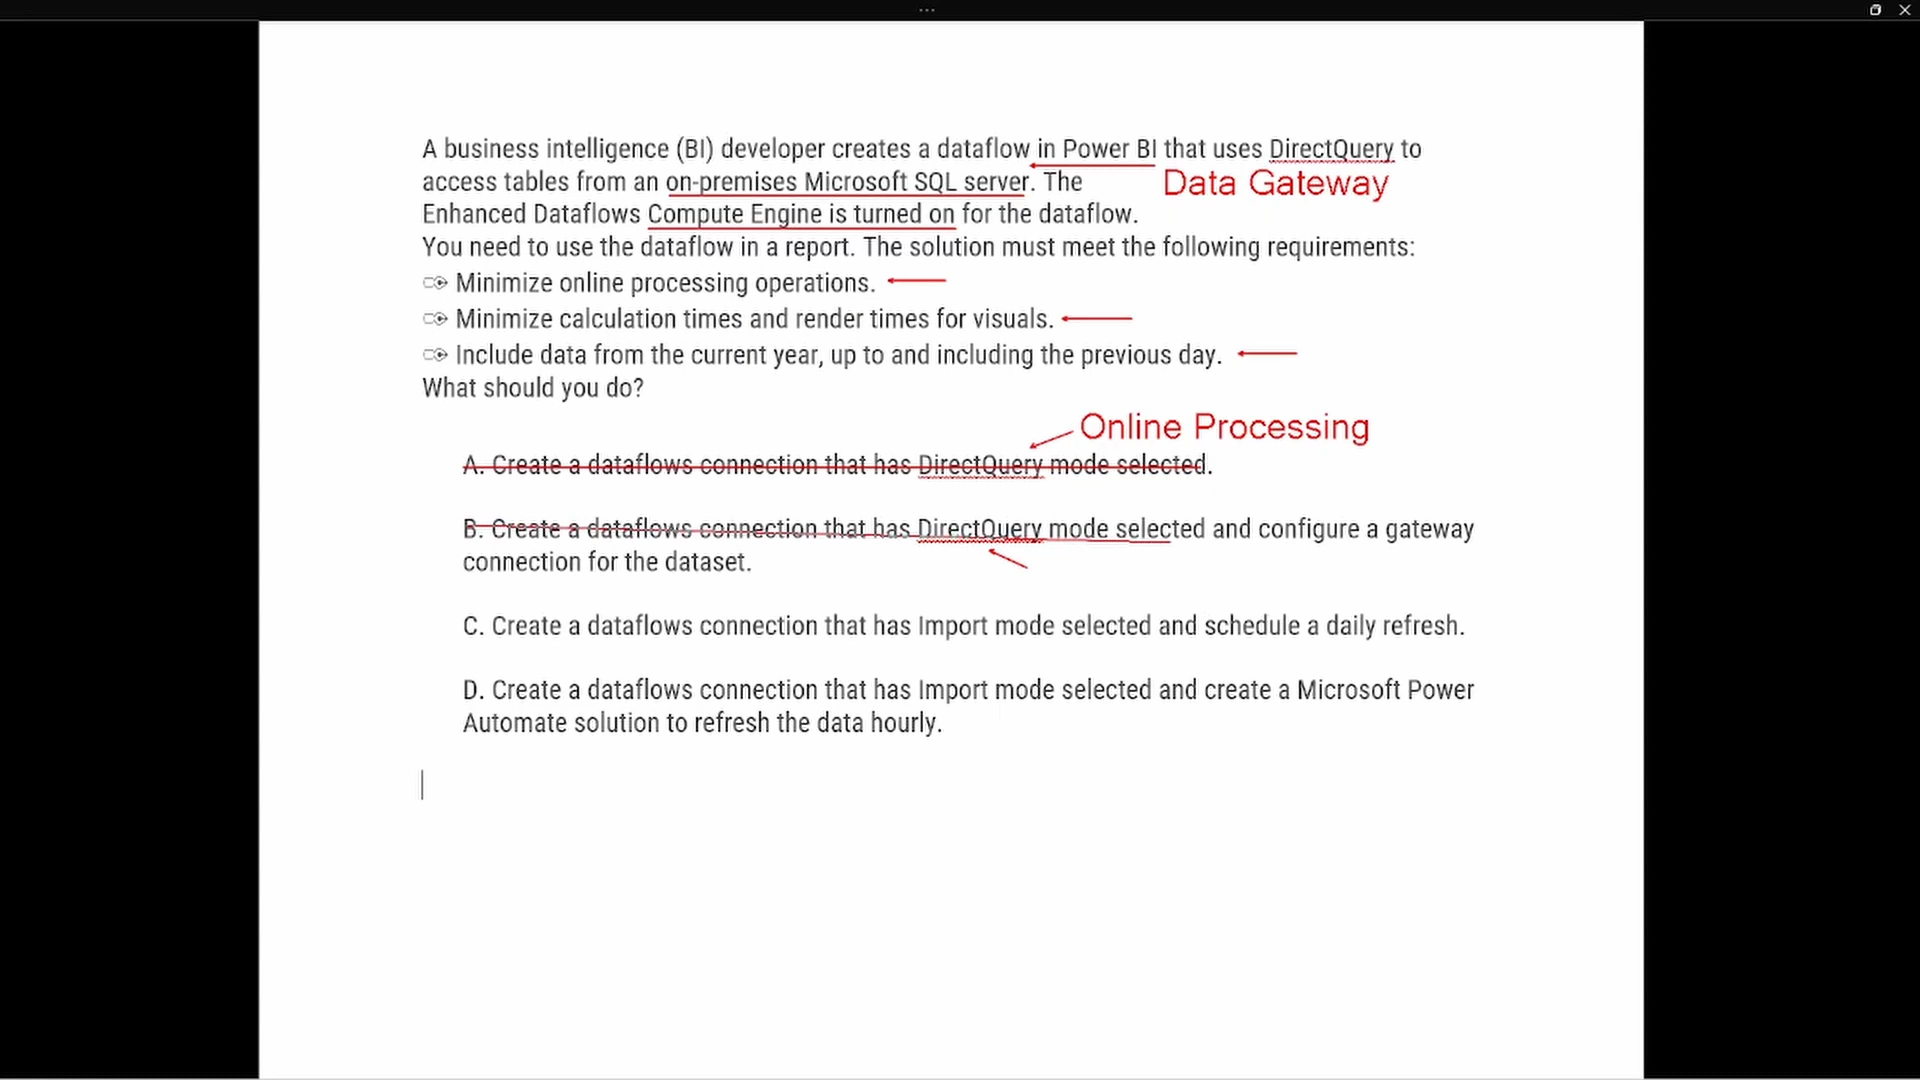 A business intelligence (BI) developer creates a dataflow in Power BI that uses DirectQuery to
access tables from an on-premises Microsoft SQL server. The
Data Gateway
Enhanced Dataflows Compute Engine is turned on for the dataflow.
You need to use the dataflow in a report. The solution must meet the following requirements:
Minimize online processing operations.
Minimize calculation times and render times for visuals.
Include data from the current year, up to and including the previous day.
What should you do?
Online Processing
A. Create a dataflows connection that has DirectQuery mode selected.
B. Create a dataflows connection that has DirectQuery mode selected and configure a gateway
connection for the dataset.
C. Create a dataflows connection that has Import mode selected and schedule a daily refresh.
D. Create a dataflows connection that has Import mode selected and create a Microsoft Power
Automate solution to refresh the data hourly.